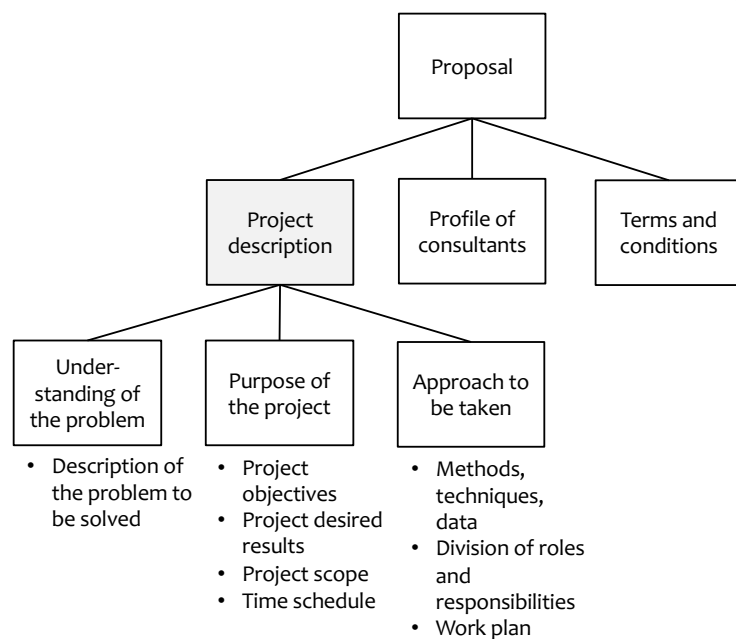 Proposal
Project
description
Profile of
consultants
Terms and
conditions
Under-
standing of
the problem
• Description of
the problem to
be solved
Purpose of
the project
• Project
objectives
• Project desired
results
• Project scope
• Time schedule
Approach to
be taken
• Methods,
techniques,
data
• Division of roles
and
responsibilities
• Work plan